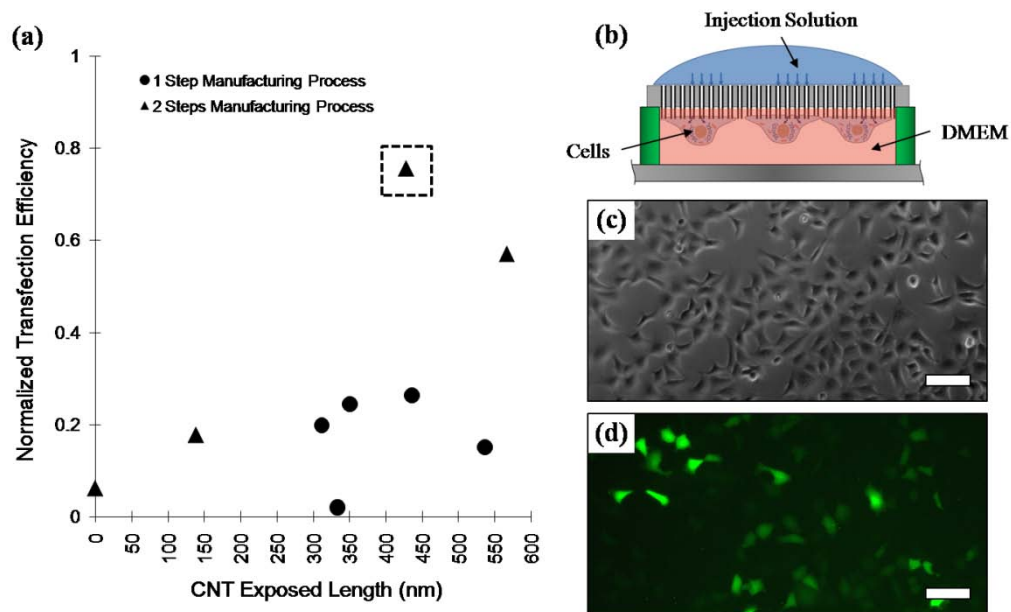 (a)
1
0.8
0.6
0.4
0.2
0
Normalized Transfection Efficiency
1 Step Manufacturing Process
2 Steps Manufacturing Process
0 50 100 150 200 250 300 350 400 450 500 550 600
CNT Exposed Length (nm)
(b)
Injection Solution
Cells
DMEM
(c)
(d)